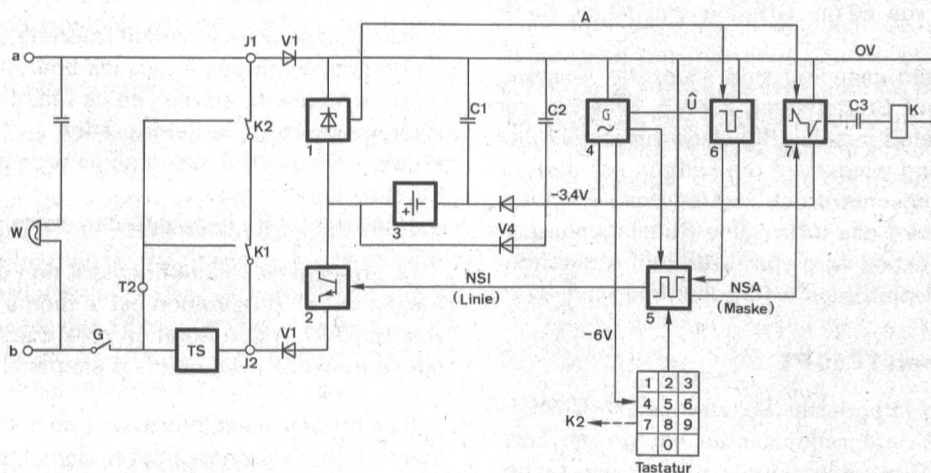 A
a
J1
V1
OV
K2
1
C1
C2
G
4
Û
6
7
C3
K
+
3
-3,4V
V4
W
K1
T2
2
NSI
(Linie)
5
NSA
(Maske)
b
G
TS
J2
V1
-6V
1 2 3
4 5 6
7 8 9
0
K2
Tastatur